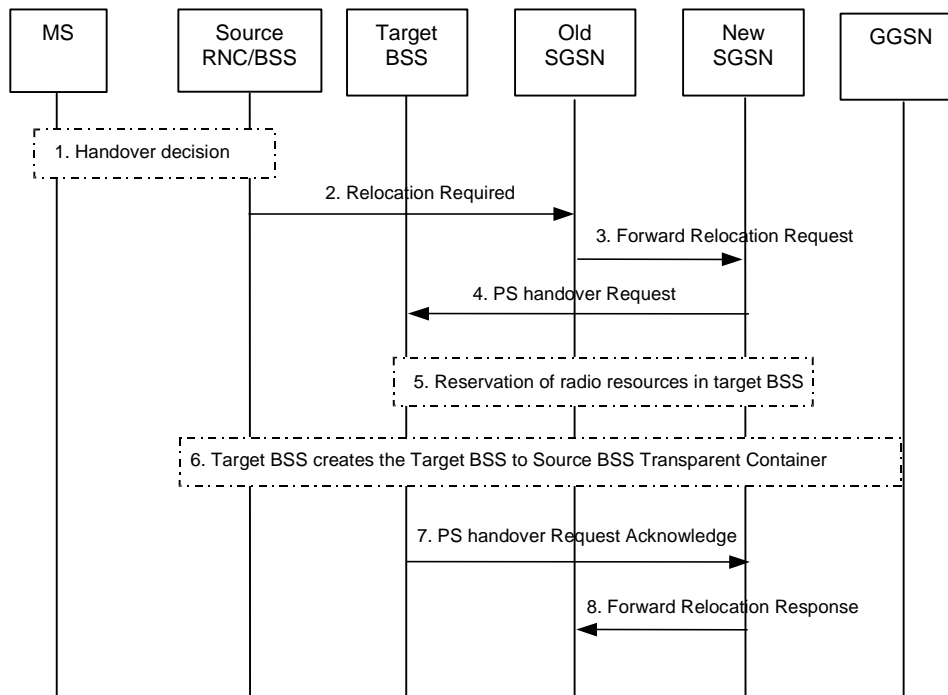 MS
Source
RNC/BSS
Target
BSS
Old
SGSN
New
SGSN
GGSN
1. Handover decision
2. Relocation Required
3. Forward Relocation Request
4. PS handover Request
5. Reservation of radio resources in target BSS
6. Target BSS creates the Target BSS to Source BSS Transparent Container
7. PS handover Request Acknowledge
8. Forward Relocation Response